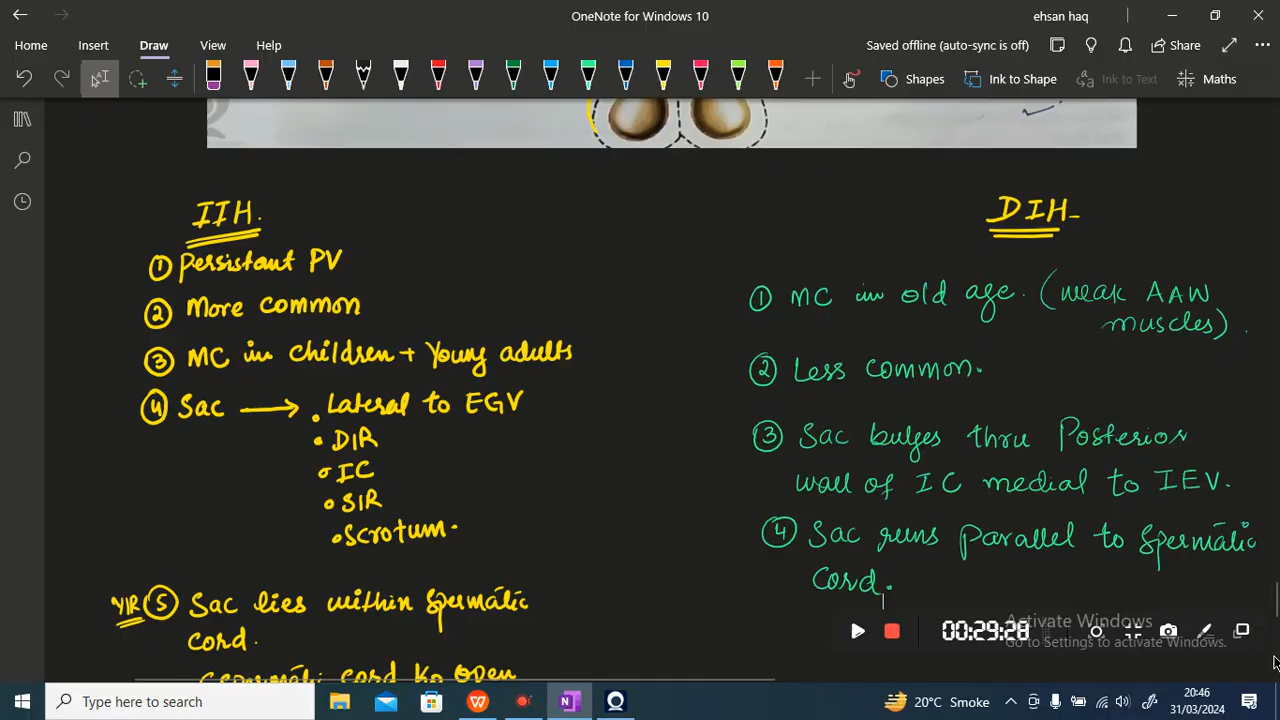 OneNote for Windows 10
ehsan haq
Home
Insert
Draw
View
Help
Saved offline (auto-sync is off)
Share
Shapes
Ink to Shape
Ink to Text
Maths
IIH.
① Persistant PV
② More common
③ MC in children + Young adults
④ Sac → • Lateral to EGV
• DIR
• IC
• SIR
• Scrotum.
VIR ⑤ Sac lies within Spermatic
cord.
Spermatic cord Ko open
DIH
① MC in old age. (weak AAW
muscles).
② Less common.
③ Sac bulges thru Posterior
wall of IC medial to IEV.
④ Sac runs Parallel to Spermatic
Cord.
Activate Windows
Go to Settings to activate Windows.
00:29:28
Type here to search
20°C Smoke
20:46
31/03/2024